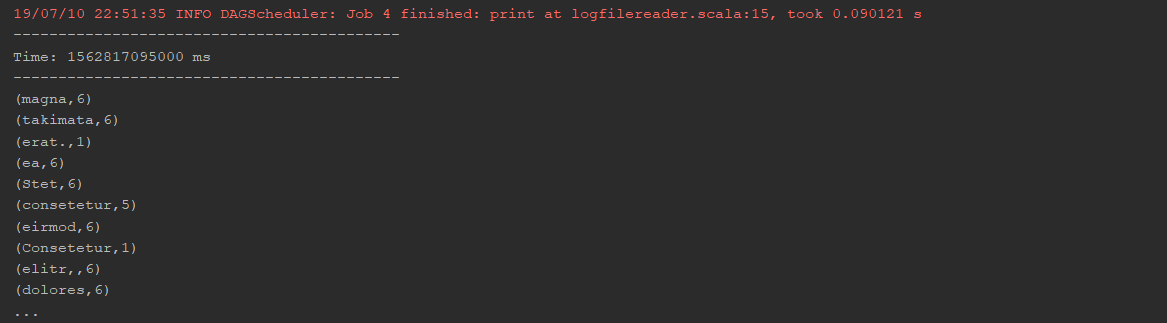 19/07/10 22:51:35 INFO DAGScheduler: Job 4 finished: print at logfilereader.scala:15, took 0.090121 s
-------------------------------------------
Time: 1562817095000 ms
-------------------------------------------
(magna,6)
(takimata,6)
(erat.,1)
(ea,6)
(Stet,6)
(consetetur,5)
(eirmod,6)
(Consetetur,1)
(elitr,,6)
(dolores,6)
...